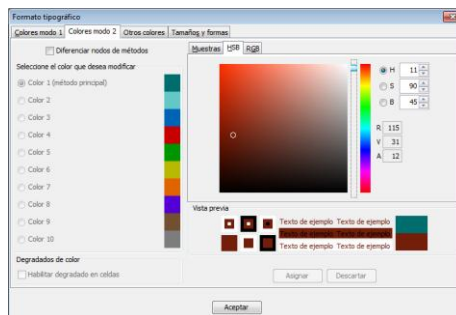 Formato tipográfico
Colores modo 1 Colores modo 2 Otros colores Tamaños y formas
Diferenciar nodos de métodos
Seleccione el color que desea modificar
Color 1 (método principal)
Color 2
Color 3
Color 4
Color 5
Color 6
Color 7
Color 8
Color 9
Color 10
Degradados de color
Habilitar degradado en celdas
Muestras HSB RGB
H 11
S 90
B 45
R 115
V 31
A 12
Vista previa
Texto de ejemplo Texto de ejemplo
Texto de ejemplo Texto de ejemplo
Texto de ejemplo Texto de ejemplo
Asignar Descartar
Aceptar